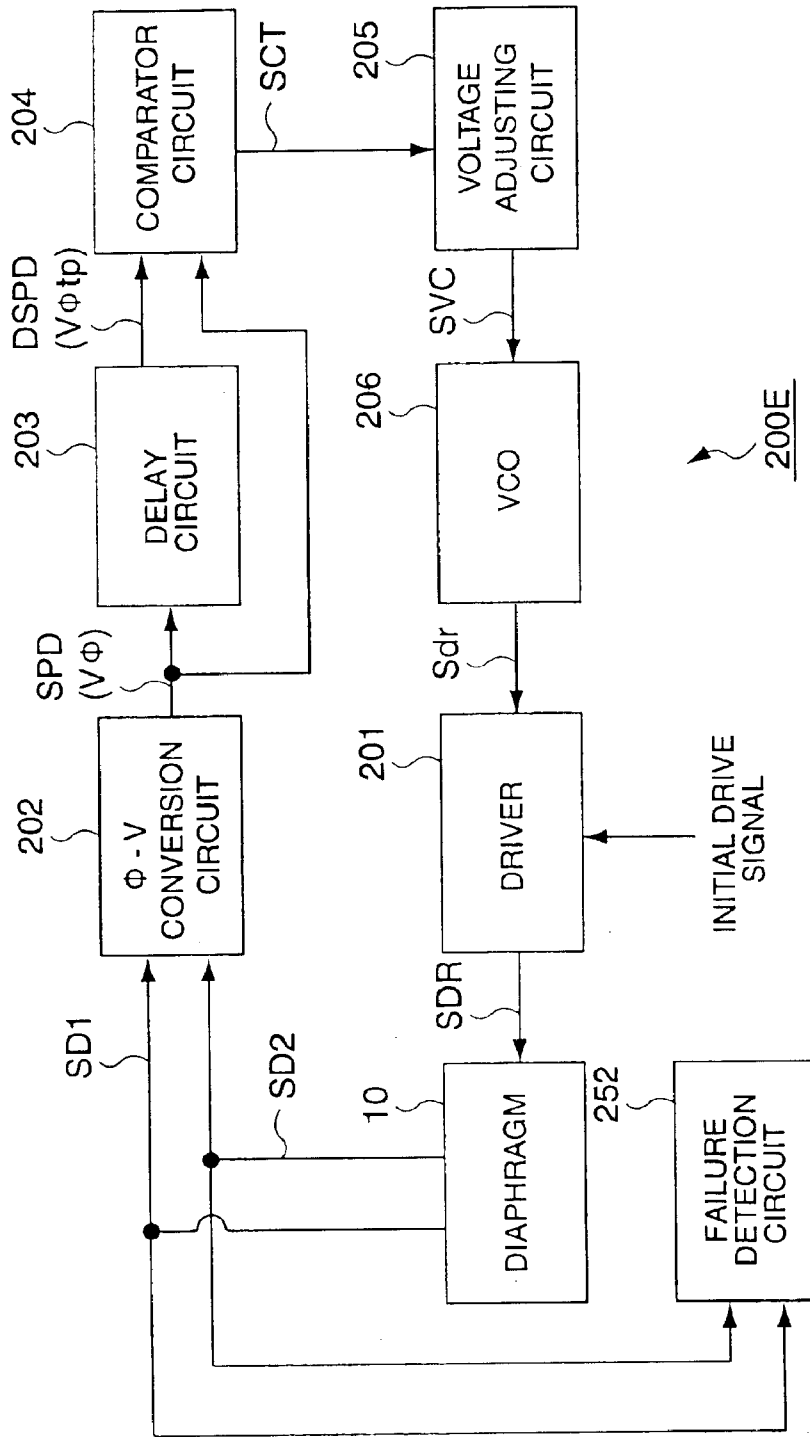 SD1
202
Φ - V
CONVERSION
CIRCUIT
SPD
(VΦ)
203
DELAY
CIRCUIT
DSPD
(VΦtp)
204
COMPARATOR
CIRCUIT
SCT
SD2
10
DIAPHRAGM
SDR
201
DRIVER
Sdr
206
VCO
SVC
205
VOLTAGE
ADJUSTING
CIRCUIT
252
FAILURE
DETECTION
CIRCUIT
INITIAL DRIVE
SIGNAL
200E